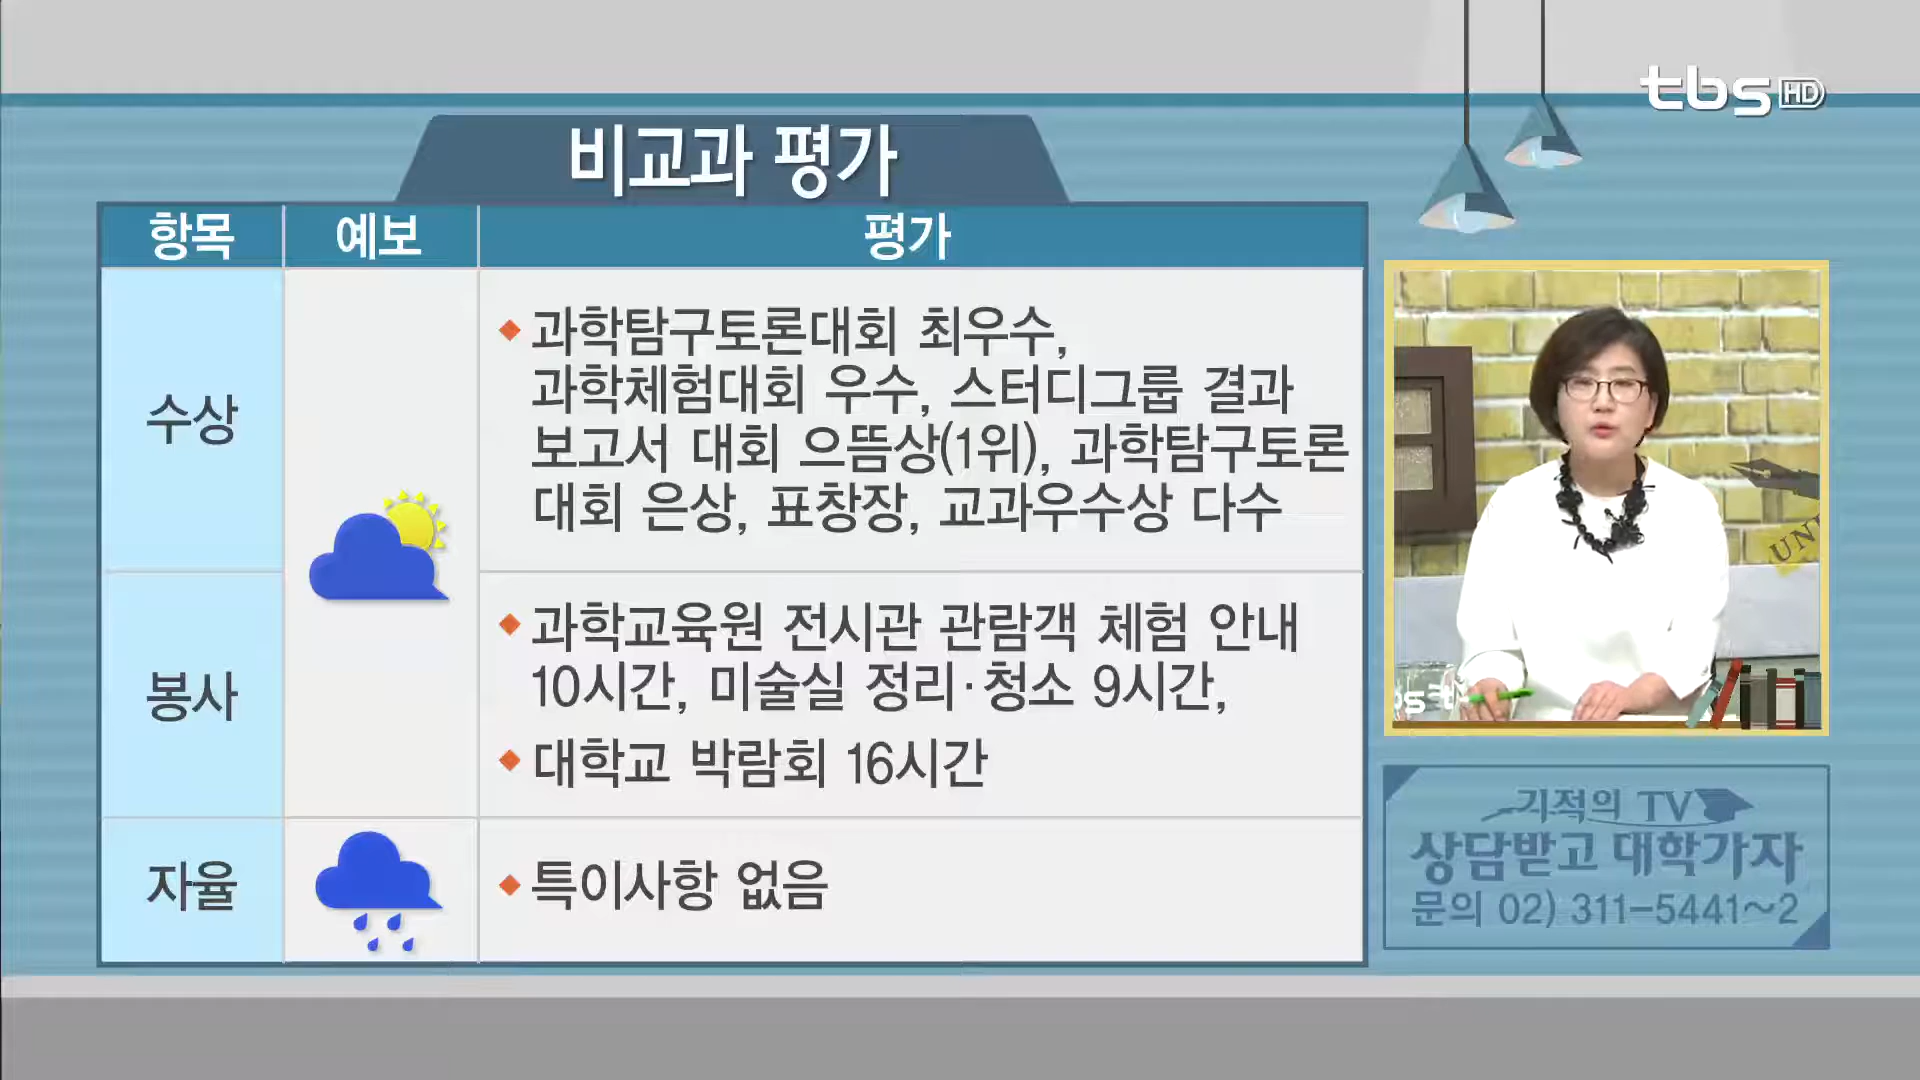 tbs HD
비교과 평가
항목 예보 평가
수상
과학탐구토론대회 최우수,
과학체험대회 우수, 스터디그룹 결과
보고서 대회 으뜸상(1위), 과학탐구토론
대회 은상, 표창장, 교과우수상 다수
봉사
과학교육원 전시관 관람객 체험 안내
10시간, 미술실 정리·청소 9시간,
대학교 박람회 16시간
자율
특이사항 없음
UNI
bs t
기적의 TV
상담받고 대학가자
문의 02) 311-5441~2